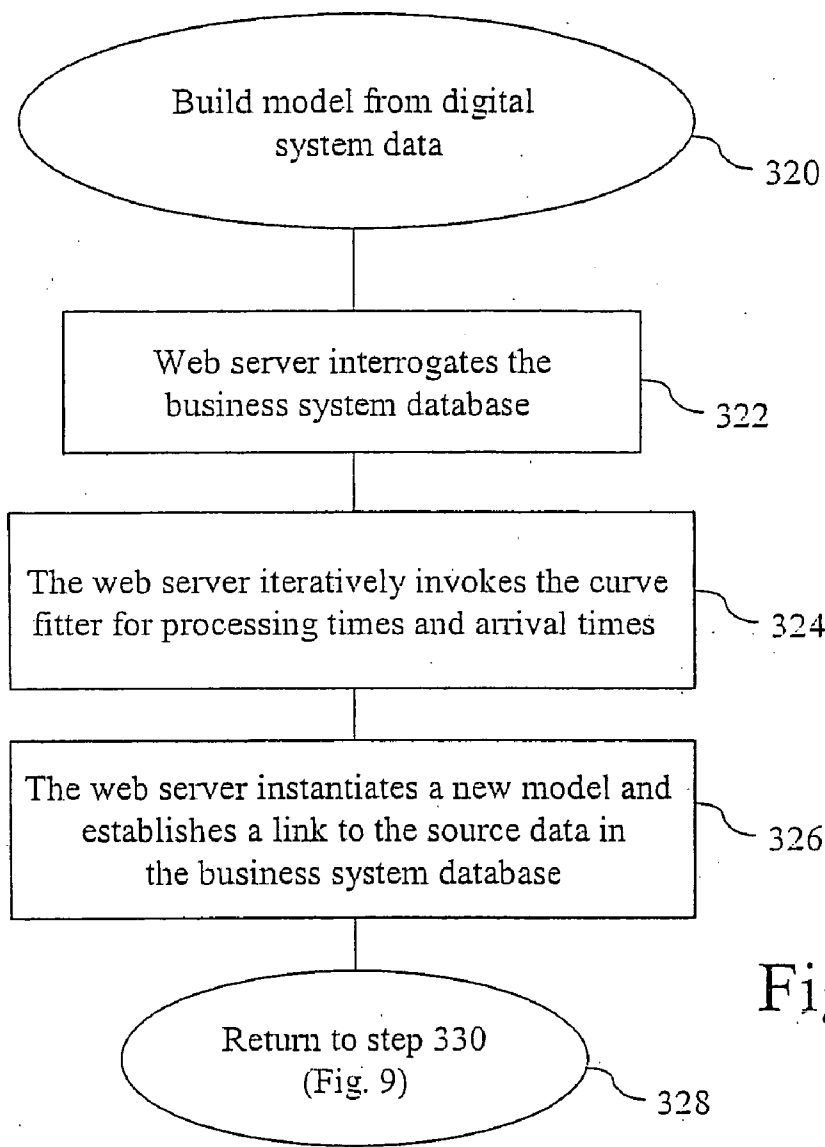 Build model from digital
system data
320
Web server interrogates the
business system database
322
The web server iteratively invokes the curve
fitter for processing times and arrival times
324
The web server instantiates a new model and
establishes a link to the source data in
the business system database
326
Return to step 330
(Fig. 9)
328